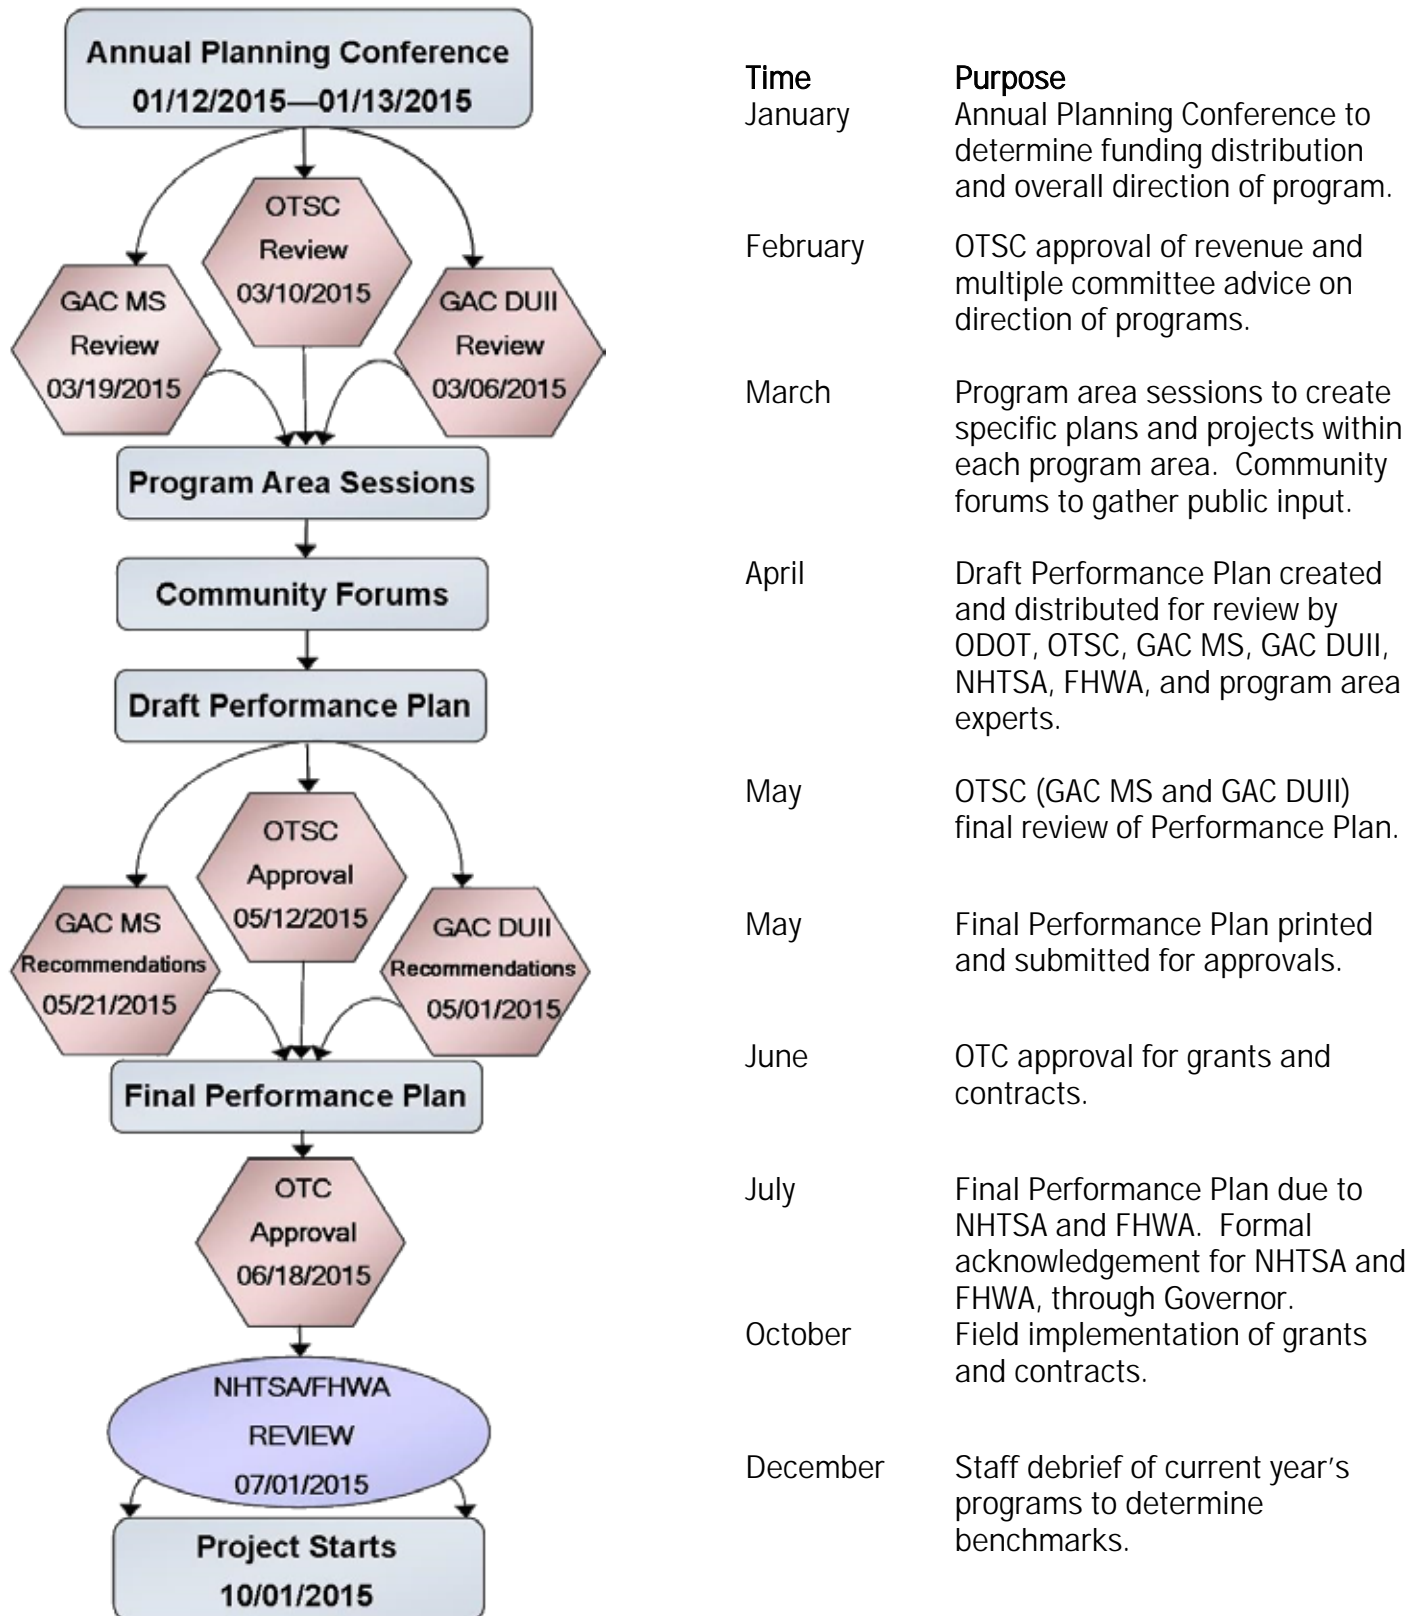 Annual Planning Conference
01/12/2015—01/13/2015
OTSC
Review
03/10/2015
GAC MS
Review
03/19/2015
GAC DUII
Review
03/06/2015
Program Area Sessions
Community Forums
Draft Performance Plan
OTSC
Approval
05/12/2015
GAC MS
Recommendations
05/21/2015
GAC DUII
Recommendations
05/01/2015
Final Performance Plan
OTC
Approval
06/18/2015
NHTSA/FHWA
REVIEW
07/01/2015
Project Starts
10/01/2015
Time Purpose
January Annual Planning Conference to
determine funding distribution
and overall direction of program.
February OTSC approval of revenue and
multiple committee advice on
direction of programs.
March Program area sessions to create
specific plans and projects within
each program area. Community
forums to gather public input.
April Draft Performance Plan created
and distributed for review by
ODOT, OTSC, GAC MS, GAC DUII,
NHTSA, FHWA, and program area
experts.
May OTSC (GAC MS and GAC DUII)
final review of Performance Plan.
May Final Performance Plan printed
and submitted for approvals.
June OTC approval for grants and
contracts.
July Final Performance Plan due to
NHTSA and FHWA. Formal
acknowledgement for NHTSA and
FHWA, through Governor.
October Field implementation of grants
and contracts.
December Staff debrief of current year's
programs to determine
benchmarks.